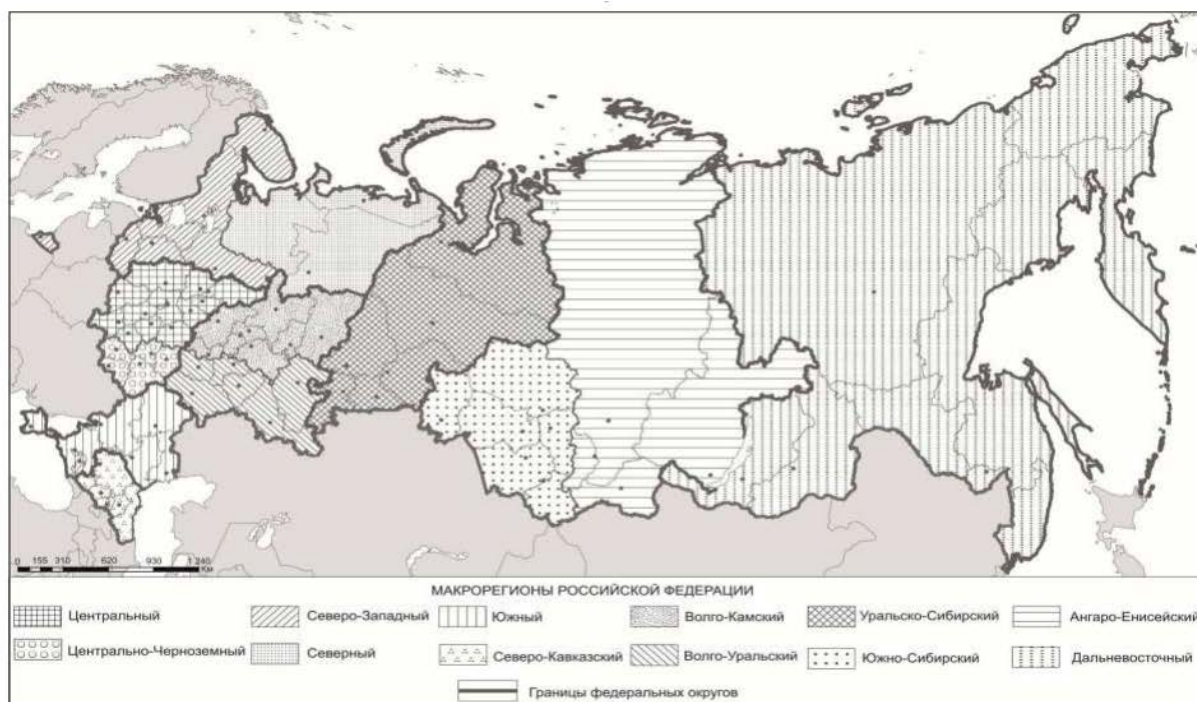 0 155 310 620 930 1 240
Км
МАКРОРЕГИОНЫ РОССИЙСКОЙ ФЕДЕРАЦИИ
Центральный Северо-Западный Южный Волго-Камский Уральско-Сибирский Ангаро-Енисейский
Центрально-Черноземный Северный Северо-Кавказский Волго-Уральский Южно-Сибирский Дальневосточный
Границы федеральных округов